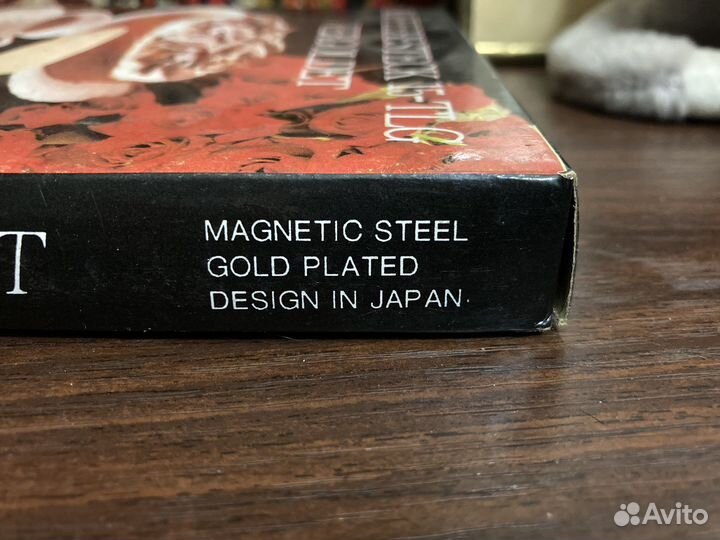 T
MAGNETIC STEEL
GOLD PLATED
DESIGN IN JAPAN.
Avito